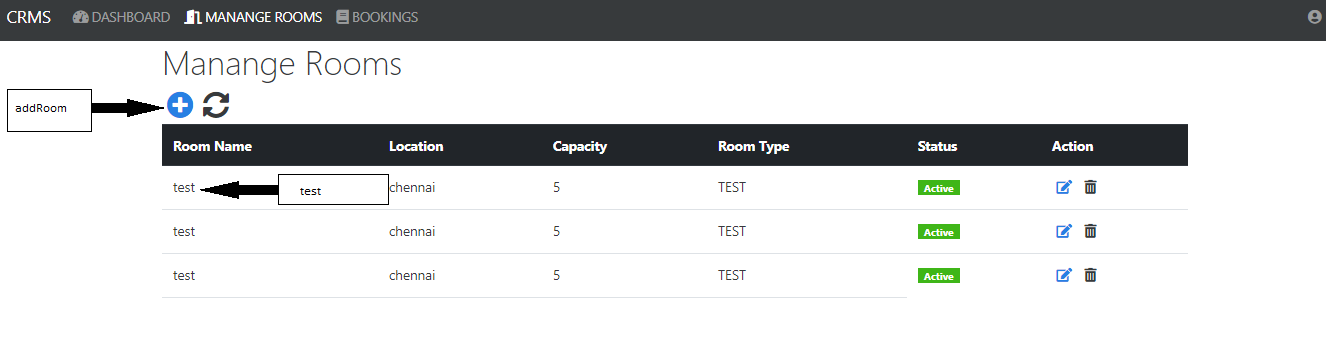 CRMS DASHBOARD MANANGE ROOMS BOOKINGS
Manange Rooms
addRoom
Room Name Location Capacity Room Type Status Action
test test chennai 5 TEST Active
test chennai 5 TEST Active
test chennai 5 TEST Active